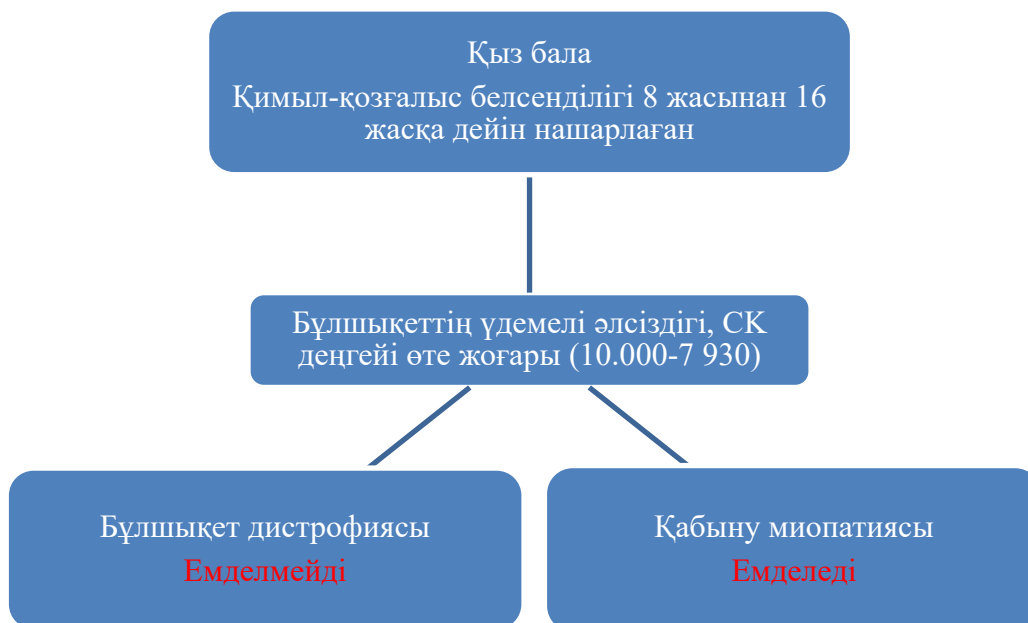 Қыз бала
Қимыл-қозғалыс белсенділігі 8 жасынан 16
жасқа дейін нашарлаған
Бұлшықеттің үдемелі әлсіздігі, СК
деңгейі өте жоғары (10.000-7 930)
Бұлшықет дистрофиясы
Емделмейді
Қабыну миопатиясы
Емделеді